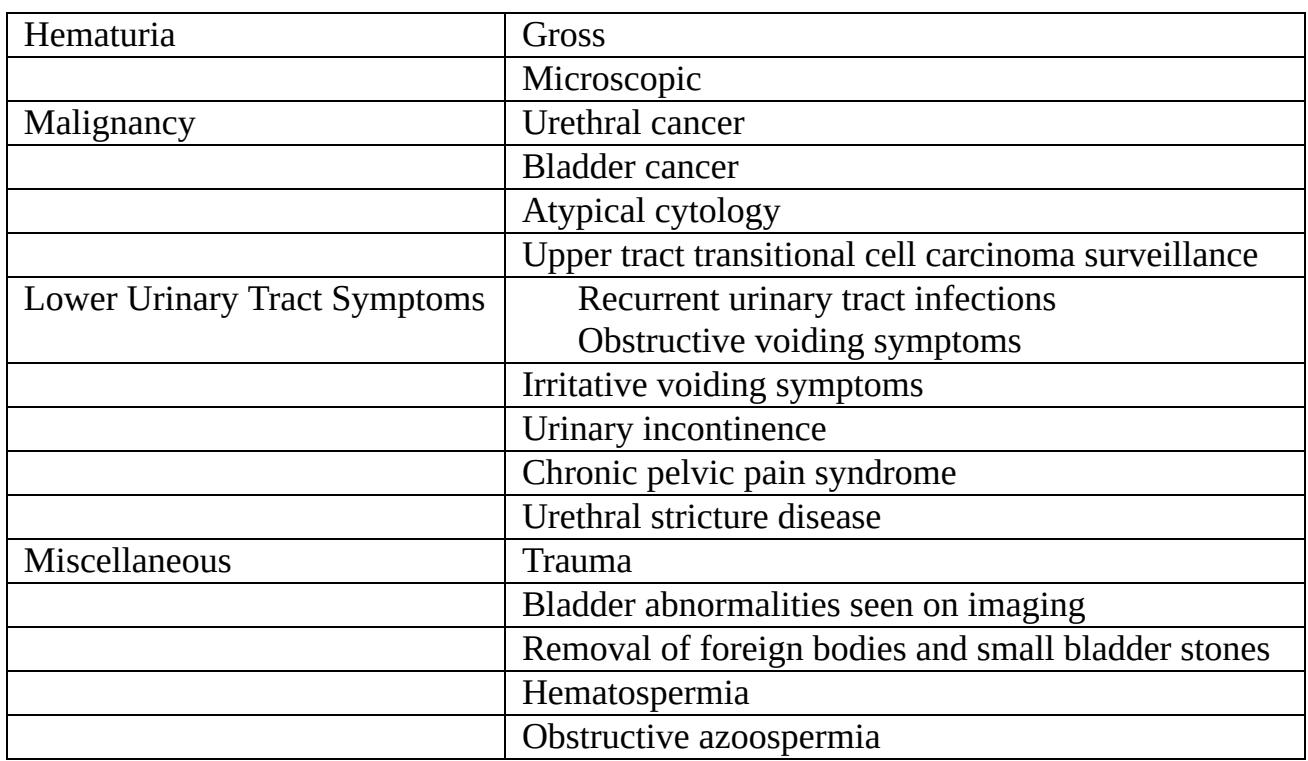 Hematuria Gross
Microscopic
Malignancy Urethral cancer
Bladder cancer
Atypical cytology
Upper tract transitional cell carcinoma surveillance
Lower Urinary Tract Symptoms Recurrent urinary tract infections
Obstructive voiding symptoms
Irritative voiding symptoms
Urinary incontinence
Chronic pelvic pain syndrome
Urethral stricture disease
Miscellaneous Trauma
Bladder abnormalities seen on imaging
Removal of foreign bodies and small bladder stones
Hematospermia
Obstructive azoospermia